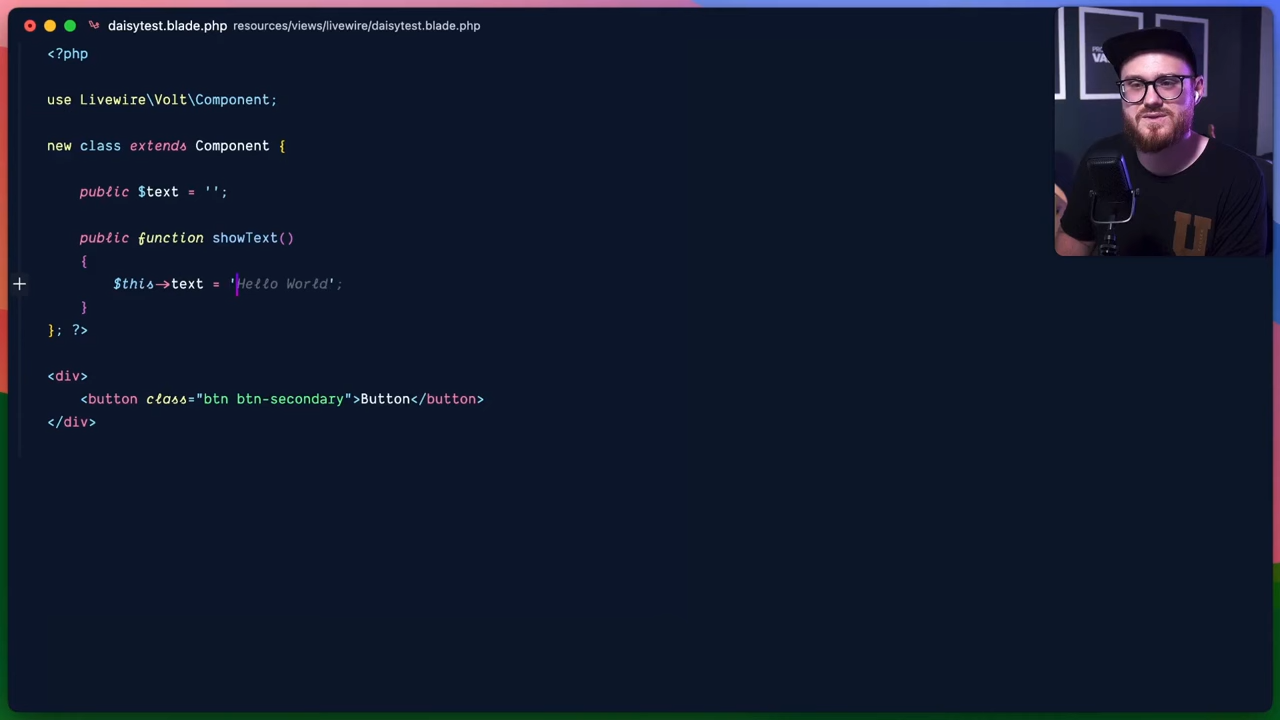 daisytest.blade.php resources/views/livewire/daisytest.blade.php
<?php
use Livewire\Volt\Component;
new class extends Component {
public $text = '';
public function showText()
{
$this->text = 'Hello World';
}
}; ?>
<div>
<button class="btn btn-secondary">Button</button>
</div>
U